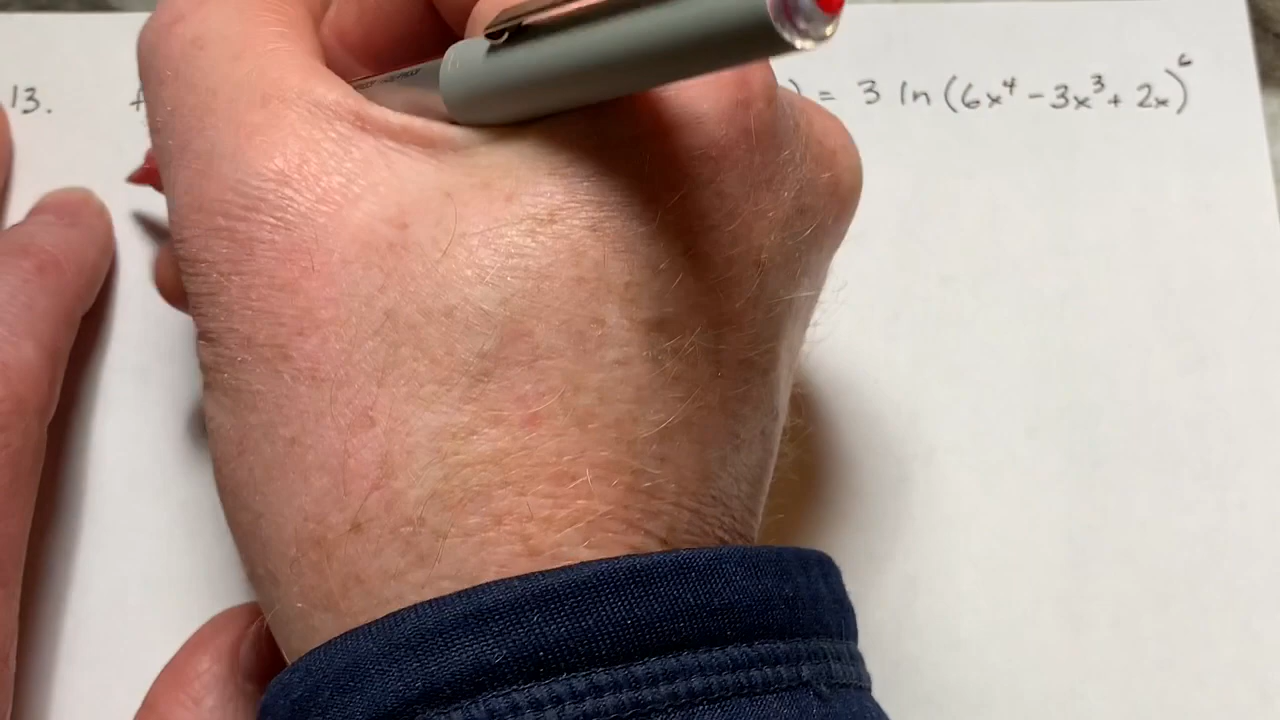 13. ) = 3 ln (6x⁴ - 3x³ + 2x)⁶